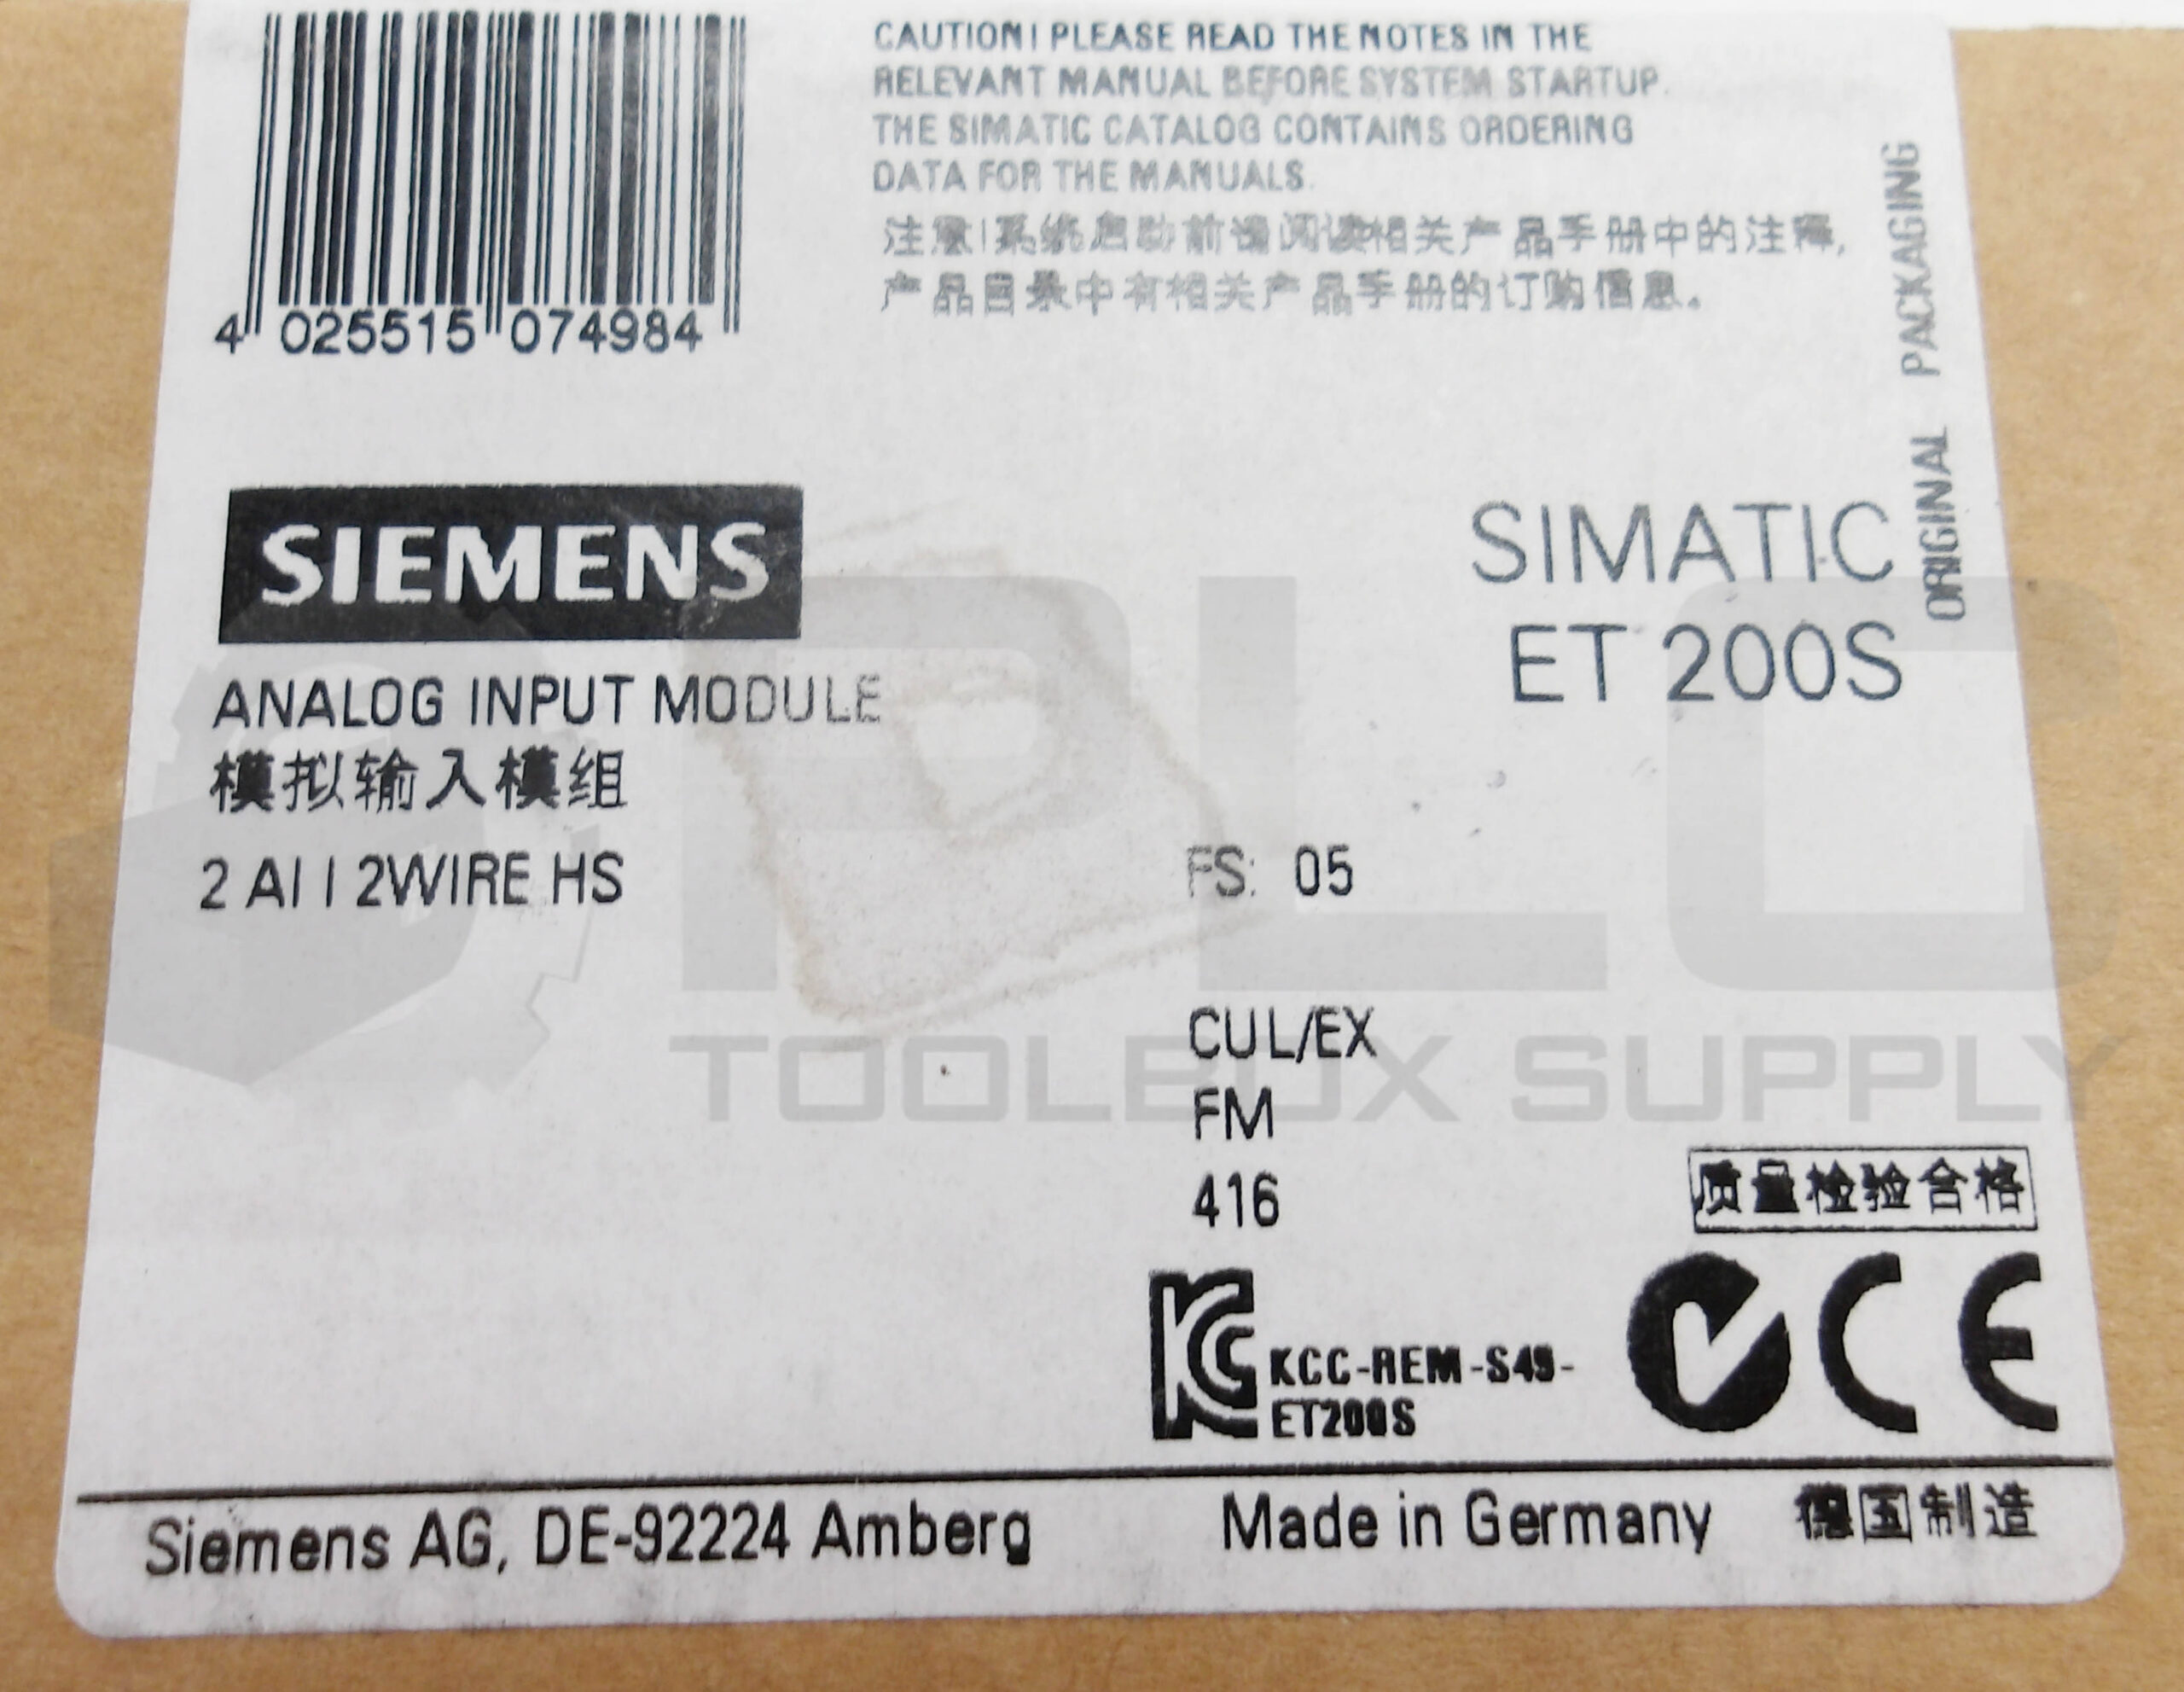 CAUTION! PLEASE READ THE NOTES IN THE
RELEVANT MANUAL BEFORE SYSTEM STARTUP.
THE SIMATIC CATALOG CONTAINS ORDERING
DATA FOR THE MANUALS.
注意!系统启动前请阅读相关产品手册中的注释,
产品目录中有相关产品手册的订购信息。
4 025515 074984
ORIGINAL PACKAGING
SIEMENS
SIMATIC
ET 200S
ANALOG INPUT MODULE
模拟输入模组
2 AI I 2WIRE HS
FS: 05
PLC
TOOLBOX SUPPLY
CUL/EX
FM
416
质量检验合格
KCC-REM-S49-
ET200S
CE
Siemens AG, DE-92224 Amberg
Made in Germany 德国制造